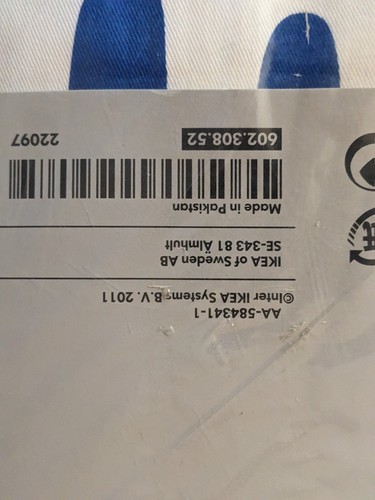 AA-584341-1
©Inter IKEA Systems B.V. 2011
IKEA of Sweden AB
SE-343 81 Älmhult
Made in Pakistan
602.308.52
22097